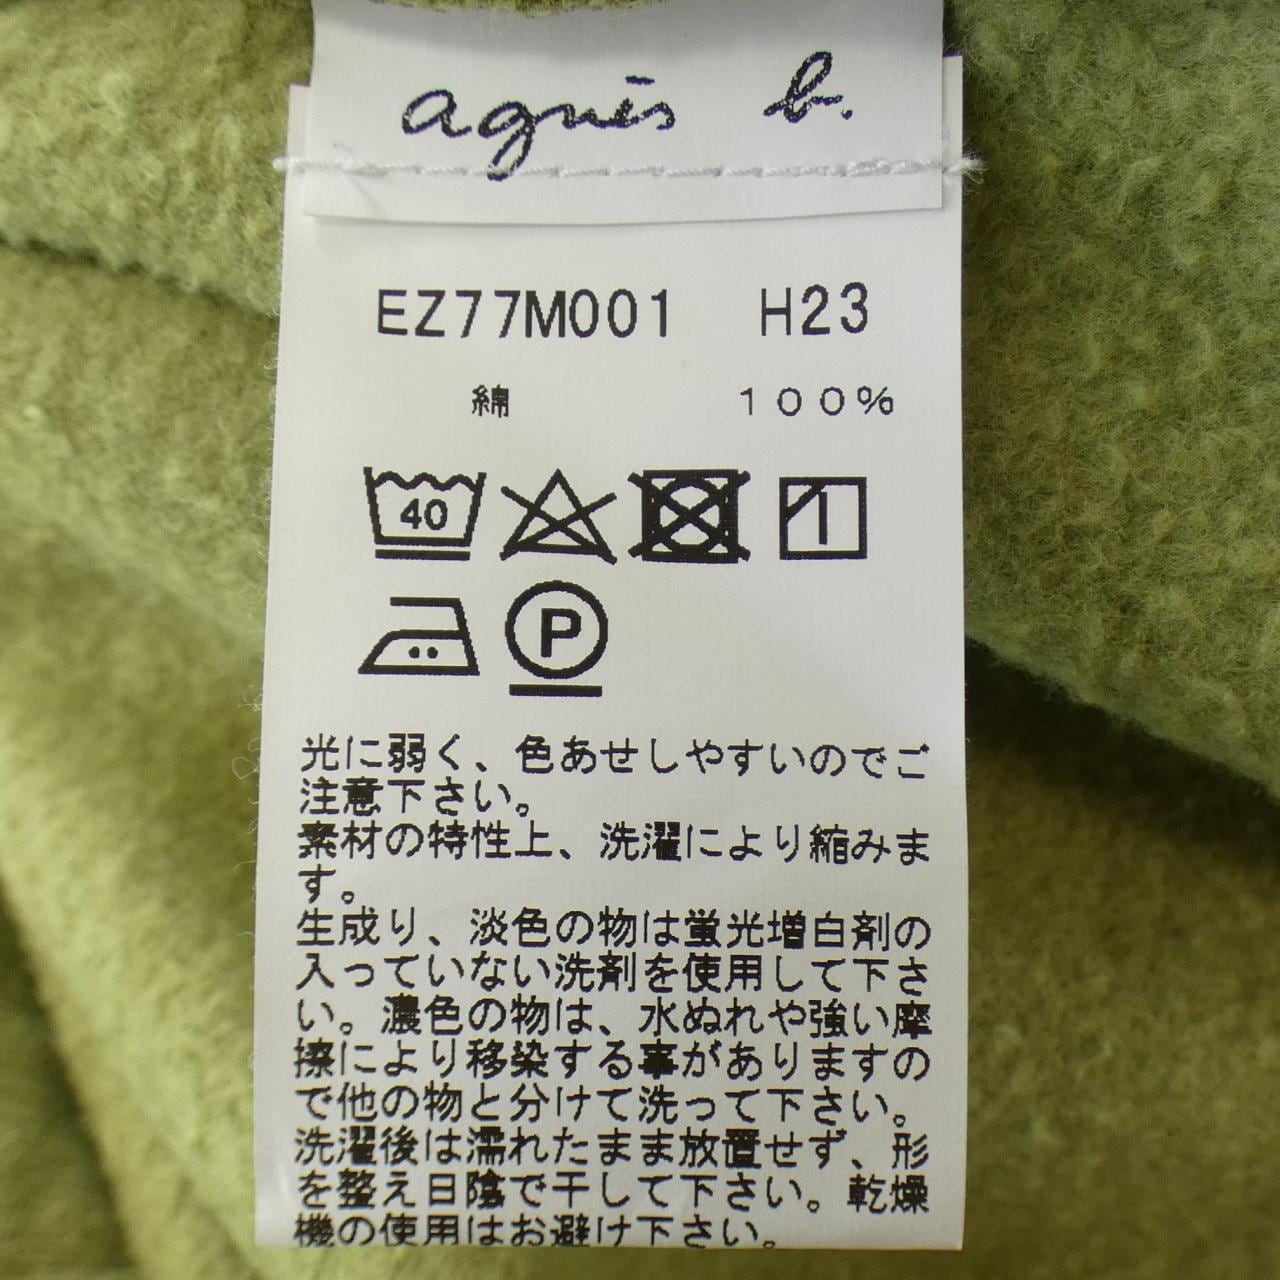 agnès b.
EZ77M001 H23
綿 100%
40
P
光に弱く、色あせしやすいのでご
注意下さい。
素材の特性上、洗濯により縮みま
す。
生成り、淡色の物は蛍光増白剤の
入っていない洗剤を使用して下さ
い。濃色の物は、水ぬれや強い摩
擦により移染する事がありますの
で他の物と分けて洗って下さい。
洗濯後は濡れたまま放置せず、形
を整え日陰で干して下さい。乾燥
機の使用はお避け下さい。